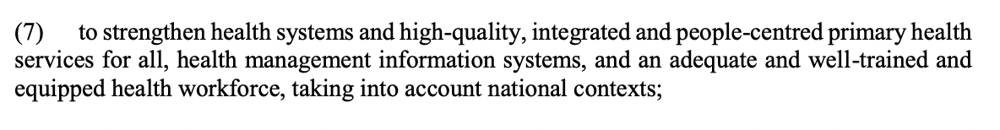 (7) to strengthen health systems and high-quality, integrated and people-centred primary health
services for all, health management information systems, and an adequate and well-trained and
equipped health workforce, taking into account national contexts;